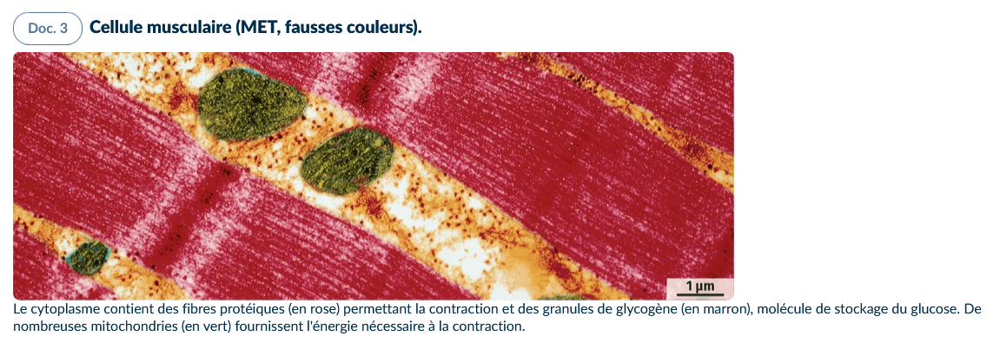 Doc. 3 Cellule musculaire (MET, fausses couleurs).
1 µm
Le cytoplasme contient des fibres protéiques (en rose) permettant la contraction et des granules de glycogène (en marron), molécule de stockage du glucose. De
nombreuses mitochondries (en vert) fournissent l'énergie nécessaire à la contraction.